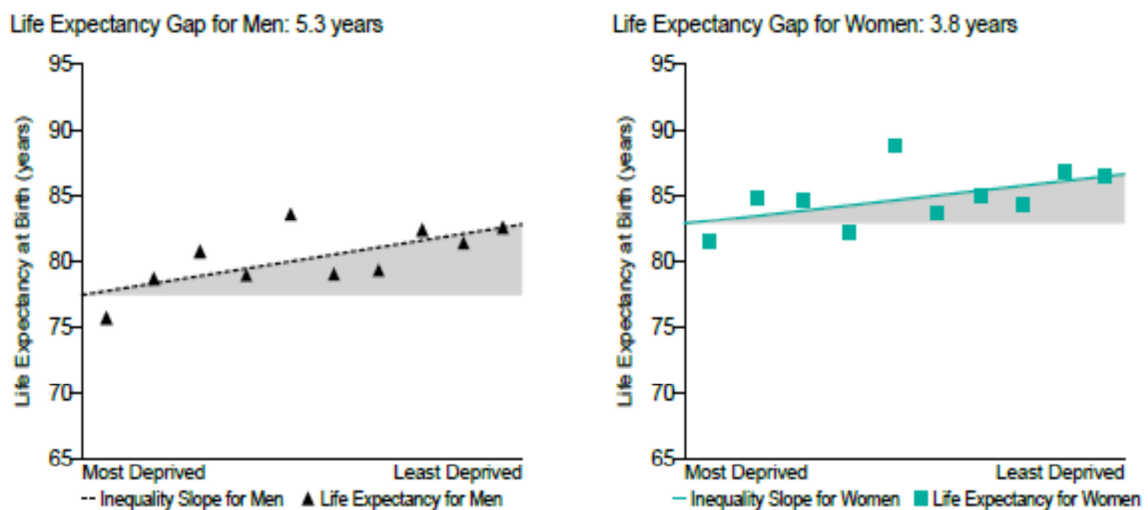 Life Expectancy Gap for Men: 5.3 years
Life Expectancy at Birth (years)
95
90
85
80
75
70
65
Most Deprived Least Deprived
Inequality Slope for Men Life Expectancy for Men
Life Expectancy Gap for Women: 3.8 years
Life Expectancy at Birth (years)
95
90
85
80
75
70
65
Most Deprived Least Deprived
Inequality Slope for Women Life Expectancy for Women